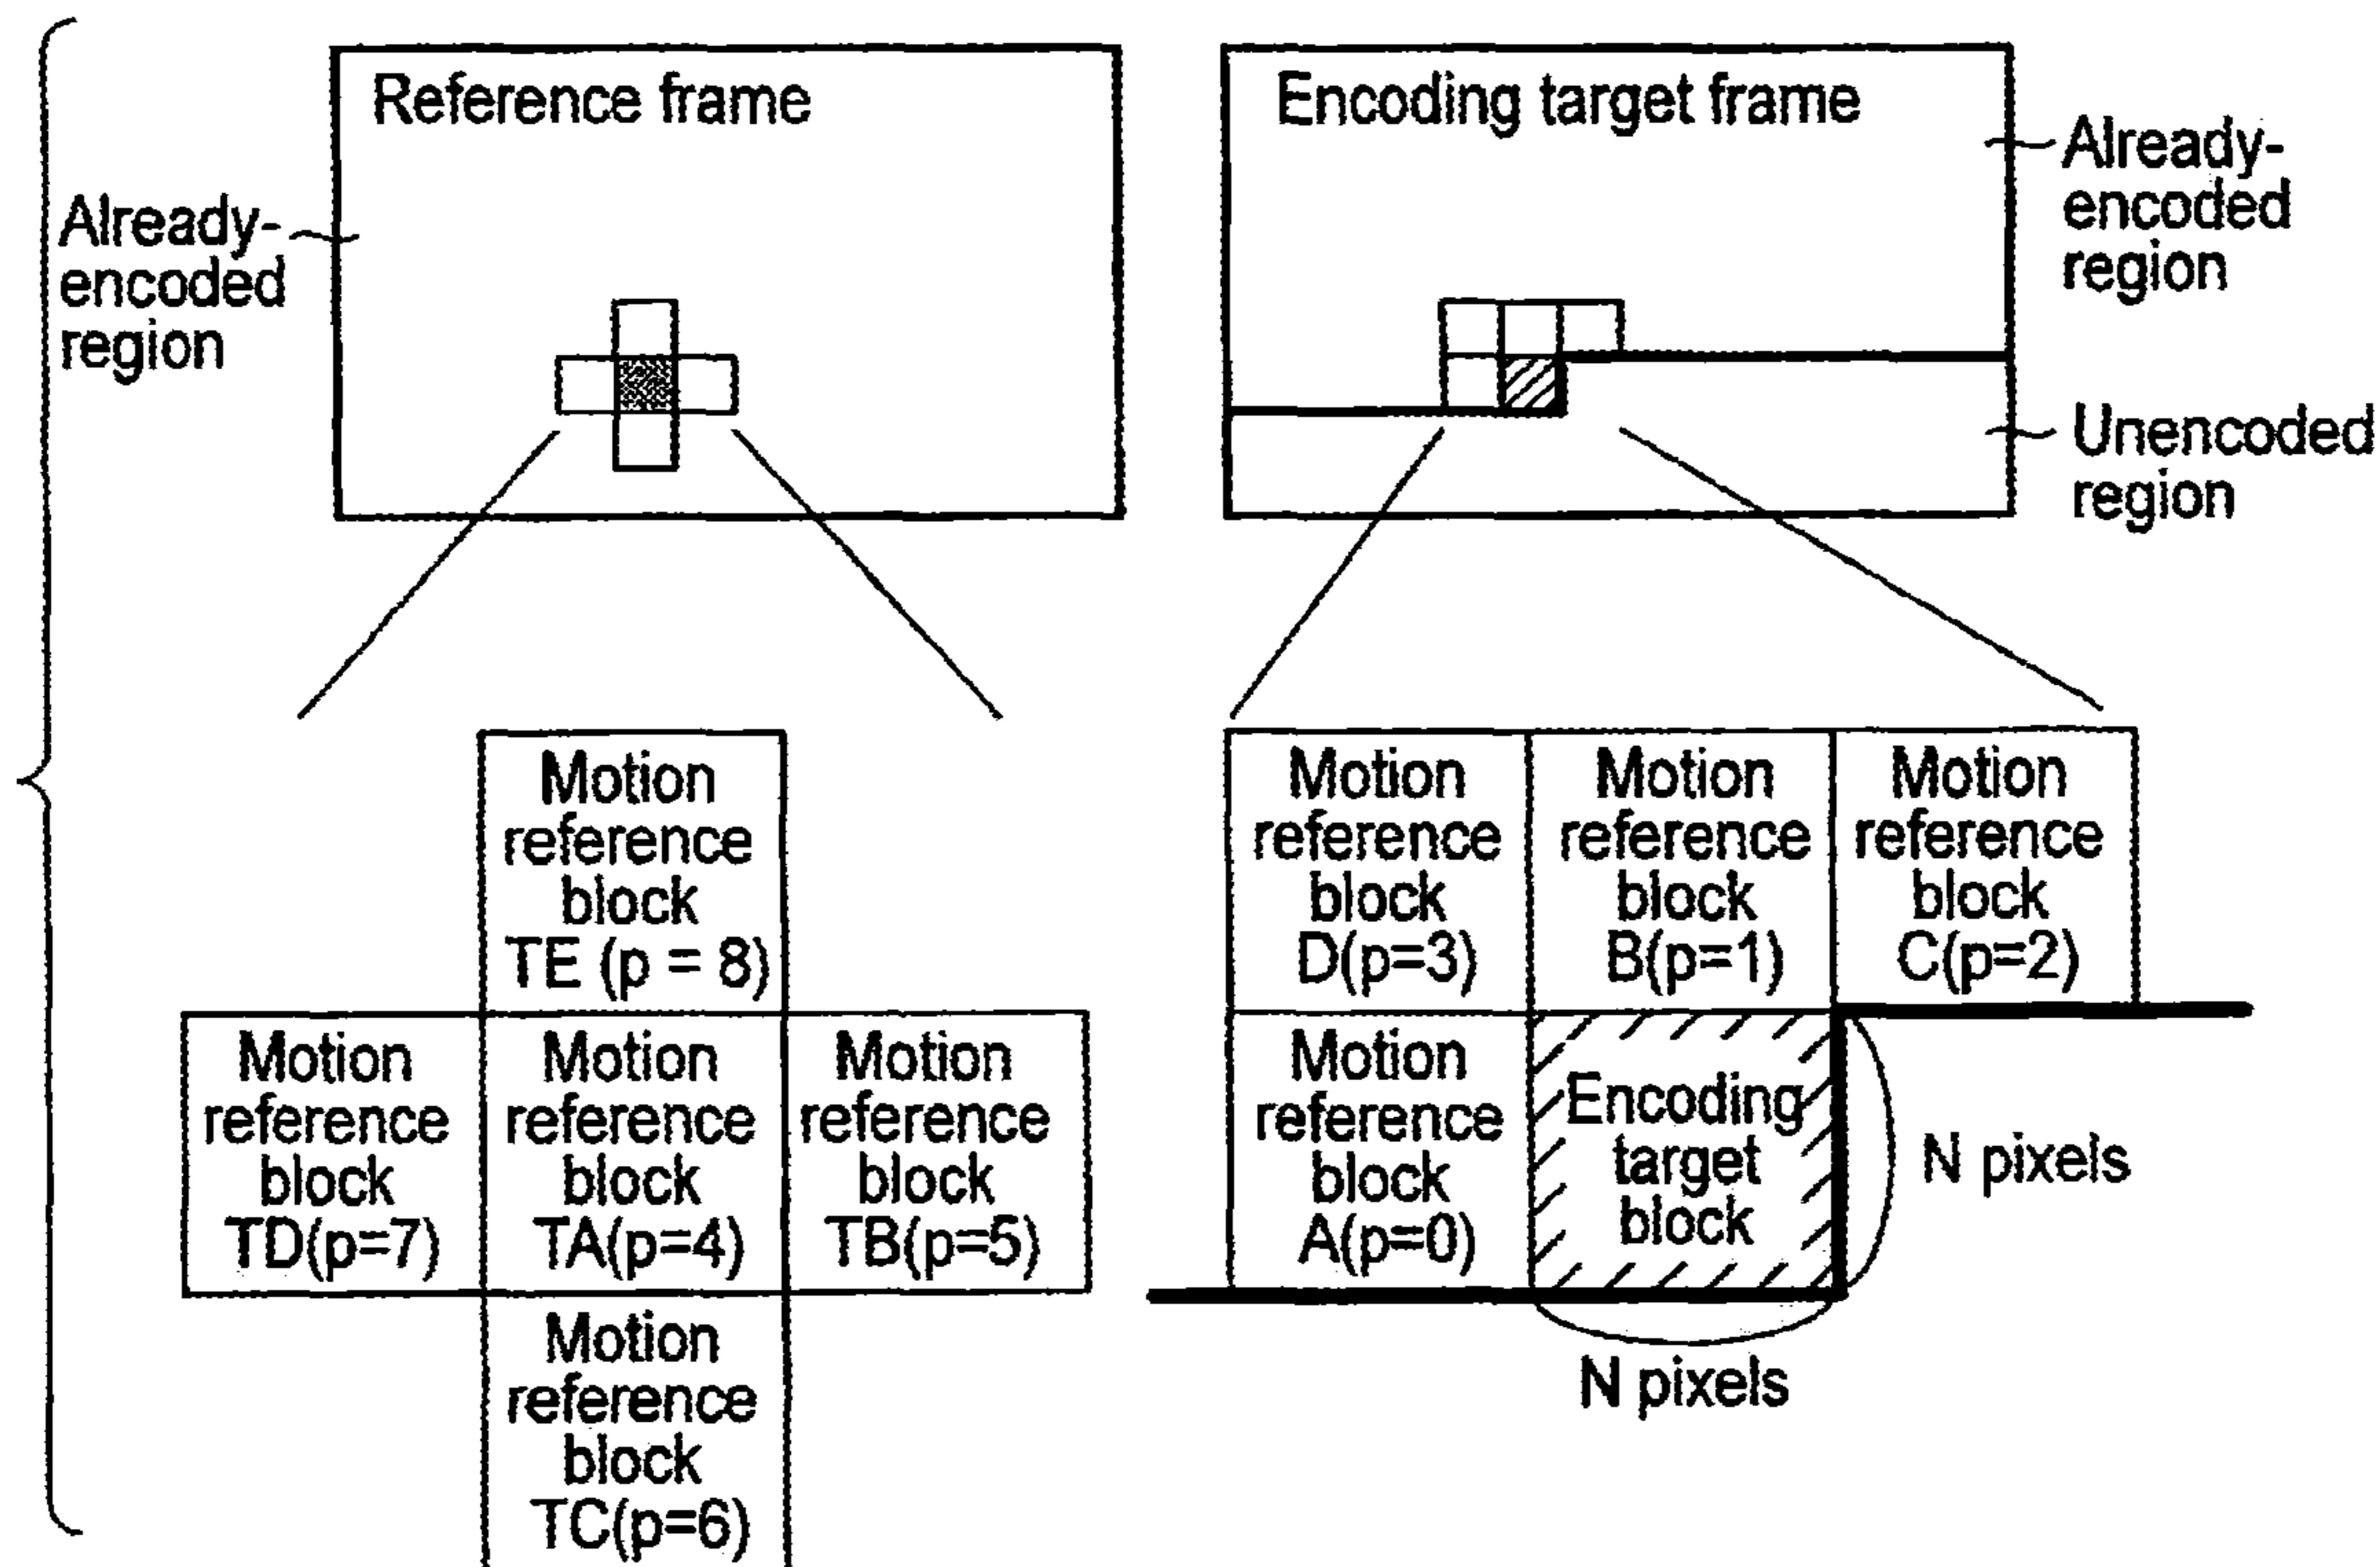 Reference frame
Already-
encoded
region
Encoding target frame
Already-
encoded
region
Unencoded
region
Motion
reference
block
TE (p = 8)
Motion
reference
block
TD(p=7)
Motion
reference
block
TA(p=4)
Motion
reference
block
TB(p=5)
Motion
reference
block
TC(p=6)
Motion
reference
block
D(p=3)
Motion
reference
block
B(p=1)
Motion
reference
block
C(p=2)
Motion
reference
block
A(p=0)
Encoding
target
block
N pixels
N pixels